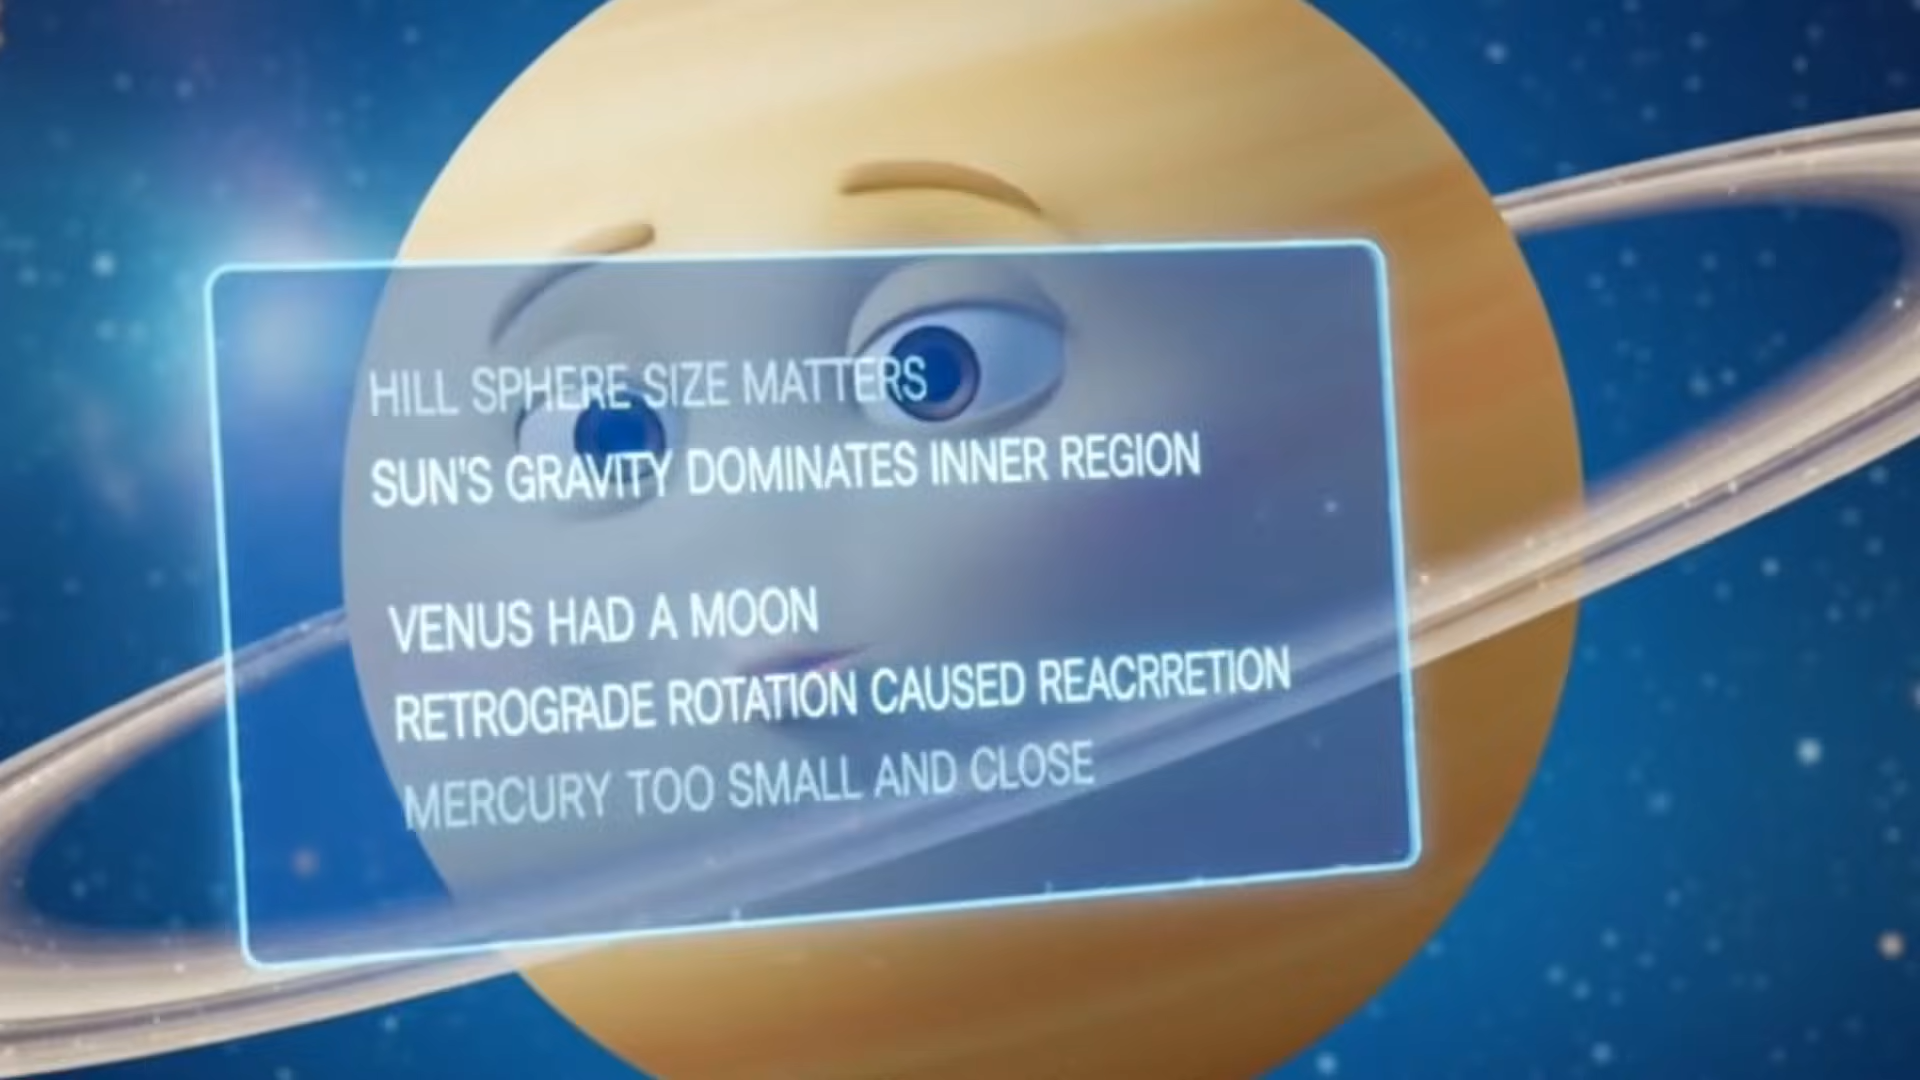 HILL SPHERE SIZE MATTERS
SUN'S GRAVITY DOMINATES INNER REGION
VENUS HAD A MOON
RETROGRADE ROTATION CAUSED REACRRETION
MERCURY TOO SMALL AND CLOSE